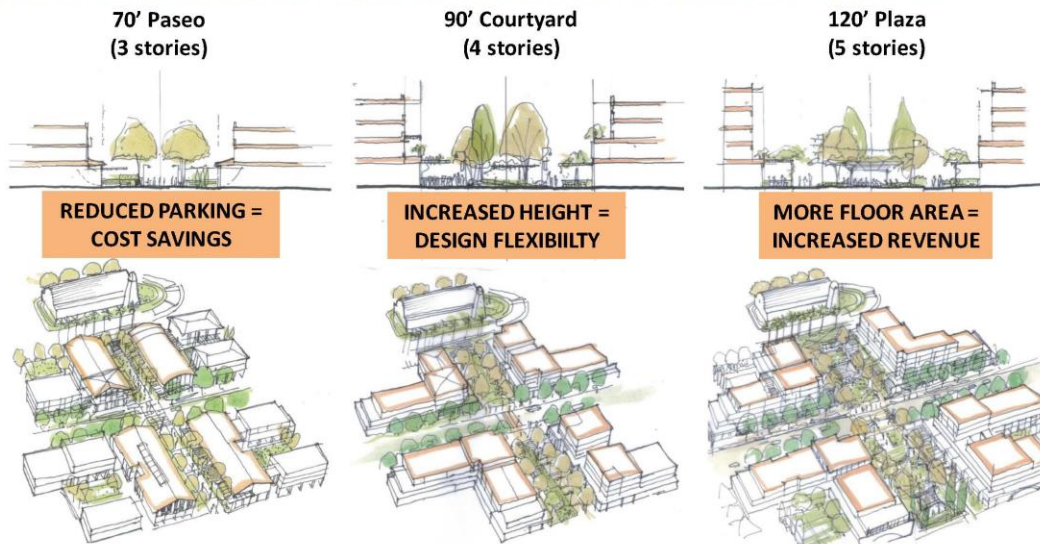 70’ Paseo
(3 stories)
90’ Courtyard
(4 stories)
120’ Plaza
(5 stories)
REDUCED PARKING =
COST SAVINGS
INCREASED HEIGHT =
DESIGN FLEXIBIILTY
MORE FLOOR AREA =
INCREASED REVENUE